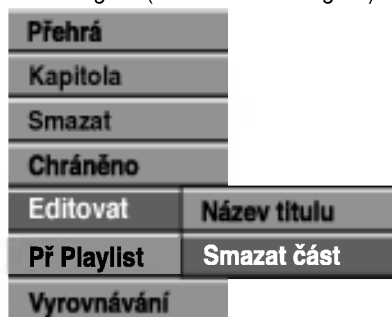 Přehrá
Kapitola
Smazat
Chráněno
Editovat
Název titulu
Př Playlist
Smazat část
Vyrovnávání